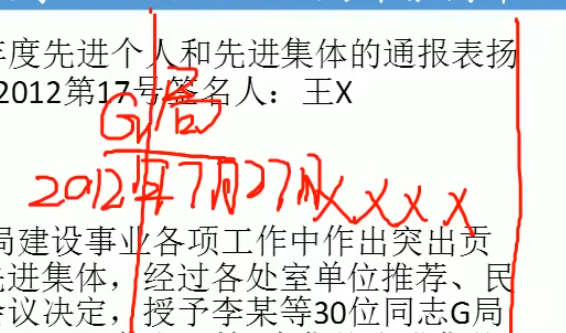 年度先进个人和先进集体的通报表扬
2012第17号签名人：王X
G局
2012年7月27日XXXX
局建设事业各项工作中作出突出贡
先进集体，经过各处室单位推荐、民
会议决定，授予李某等30位同志G局